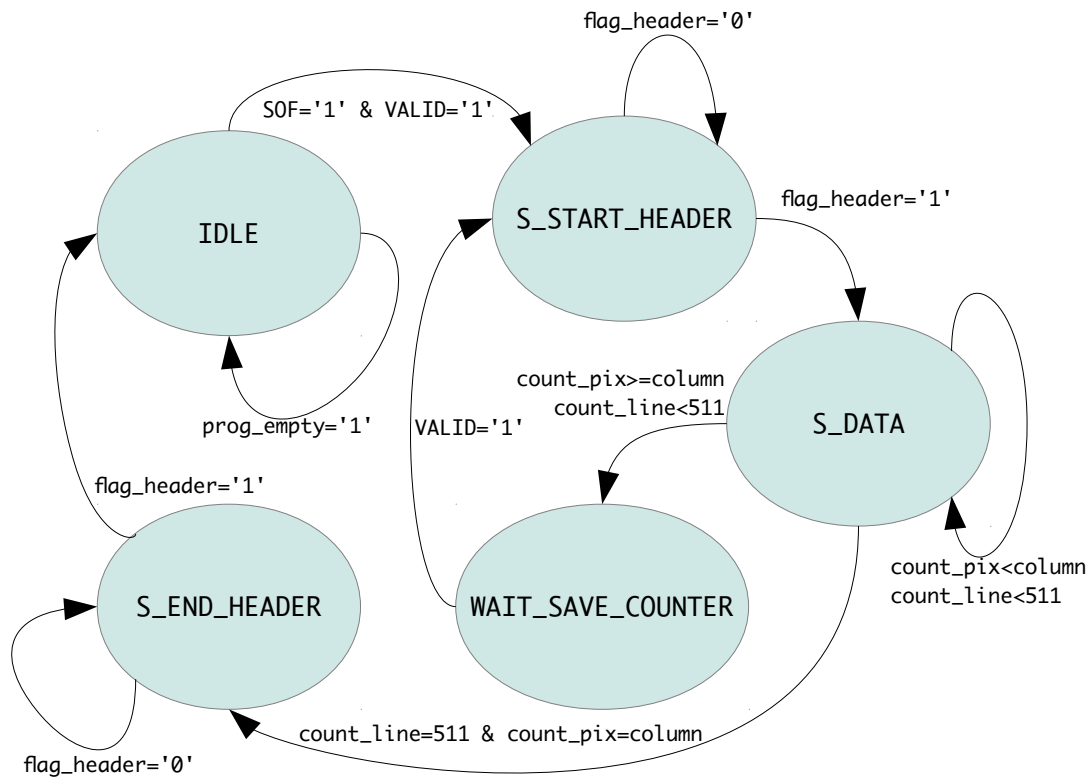 flag_header='0'
SOF='1' & VALID='1'
S_START_HEADER
flag_header='1'
IDLE
count_pix>=column
count_line<511
S_DATA
prog_empty='1'
VALID='1'
flag_header='1'
count_pix<column
count_line<511
S_END_HEADER
WAIT_SAVE_COUNTER
count_line=511 & count_pix=column
flag_header='0'